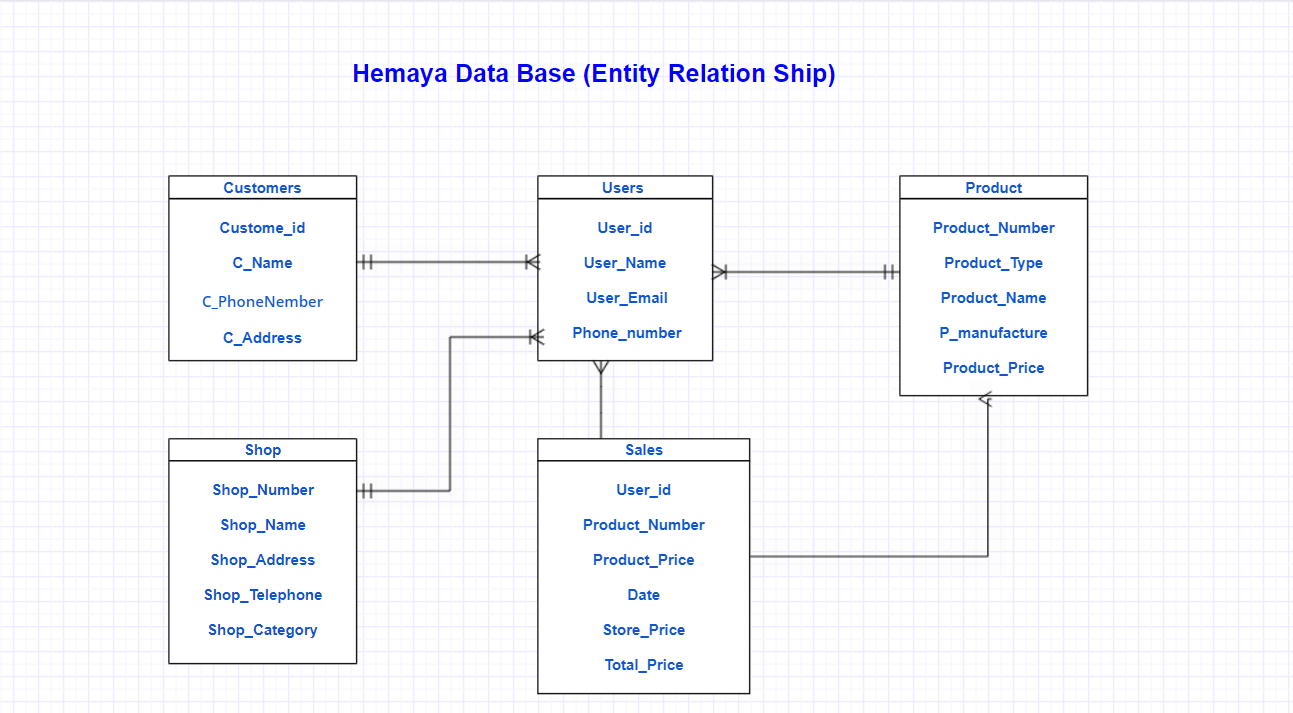 Hemaya Data Base (Entity Relation Ship)
Customers
Custome_id
C_Name
C_PhoneNember
C_Address
Users
User_id
User_Name
User_Email
Phone_number
Product
Product_Number
Product_Type
Product_Name
P_manufacture
Product_Price
Shop
Shop_Number
Shop_Name
Shop_Address
Shop_Telephone
Shop_Category
Sales
User_id
Product_Number
Product_Price
Date
Store_Price
Total_Price